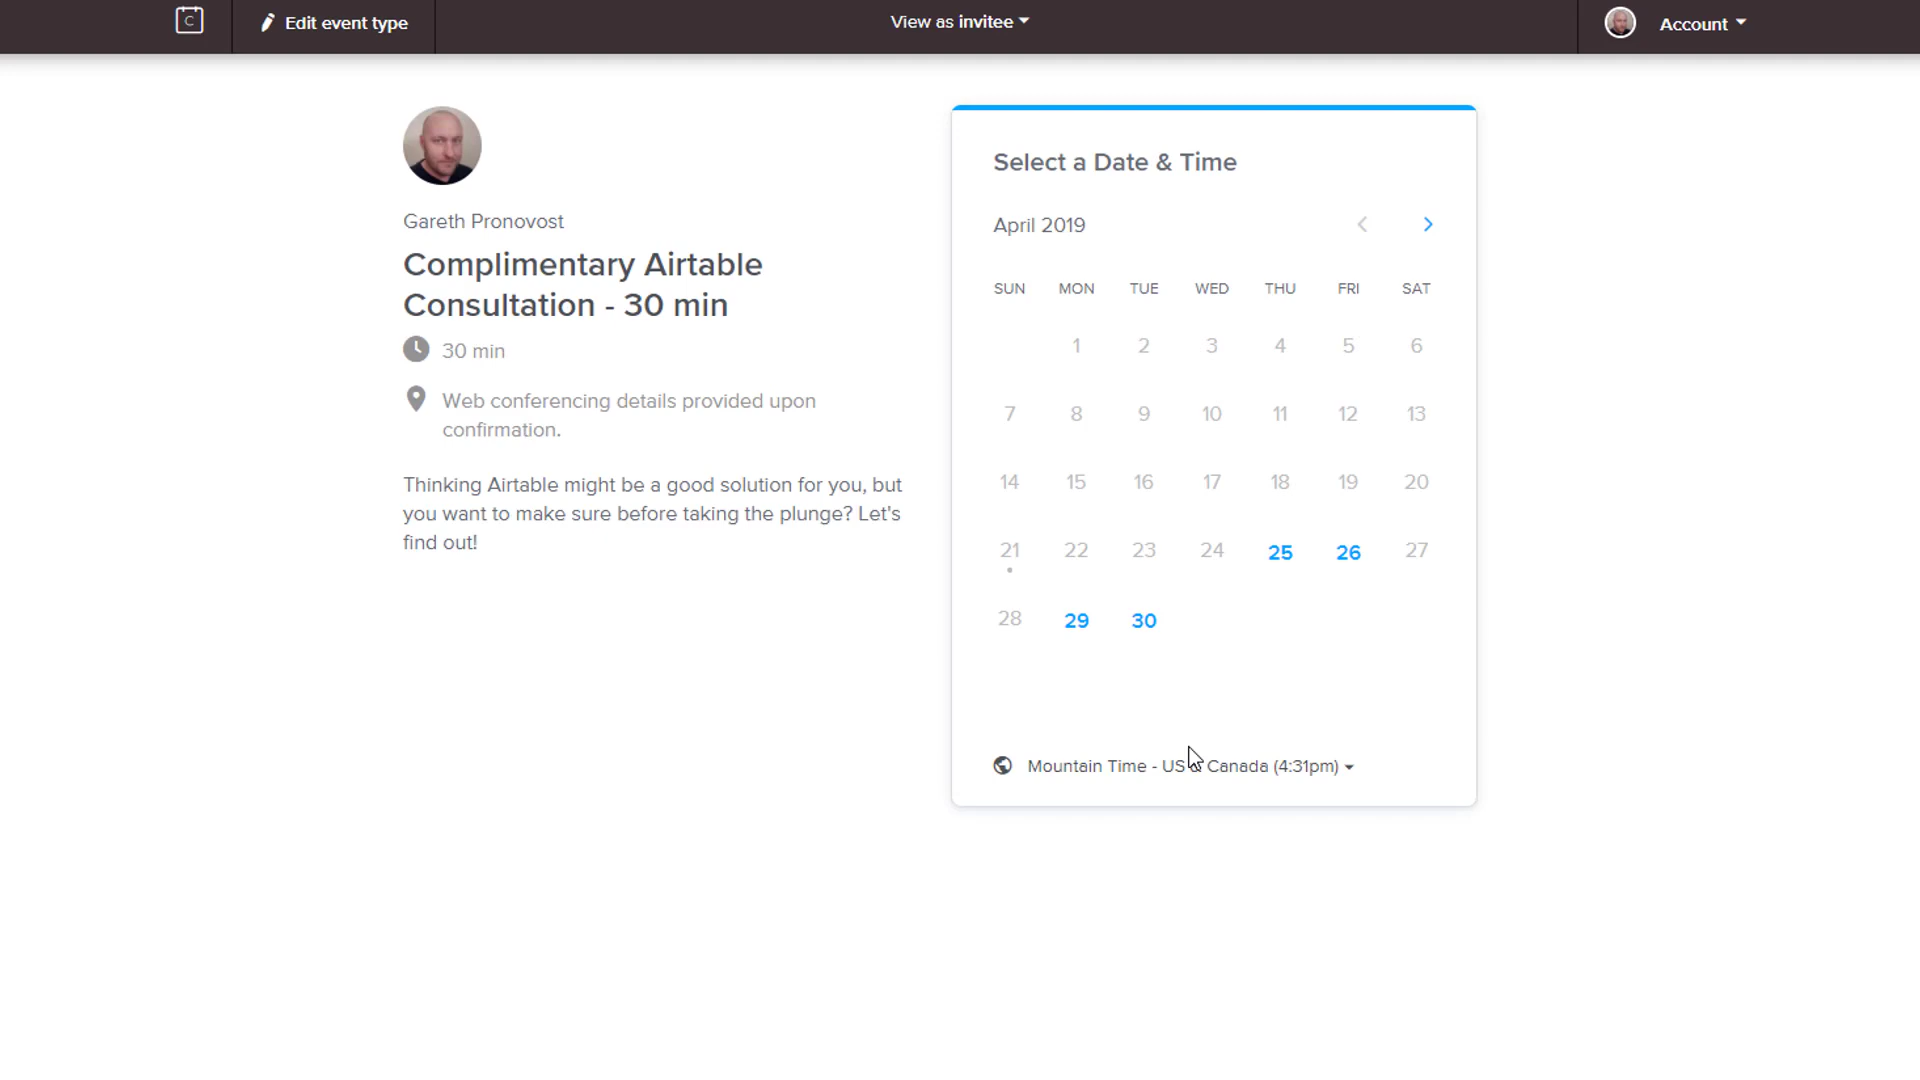 C
Edit event type
View as invitee
Account
Gareth Pronovost
Complimentary Airtable
Consultation - 30 min
30 min
Web conferencing details provided upon
confirmation.
Thinking Airtable might be a good solution for you, but
you want to make sure before taking the plunge? Let's
find out!
Select a Date & Time
April 2019
SUN MON TUE WED THU FRI SAT
1 2 3 4 5 6
7 8 9 10 11 12 13
14 15 16 17 18 19 20
21 22 23 24 25 26 27
28 29 30
Mountain Time - US & Canada (4:31pm)